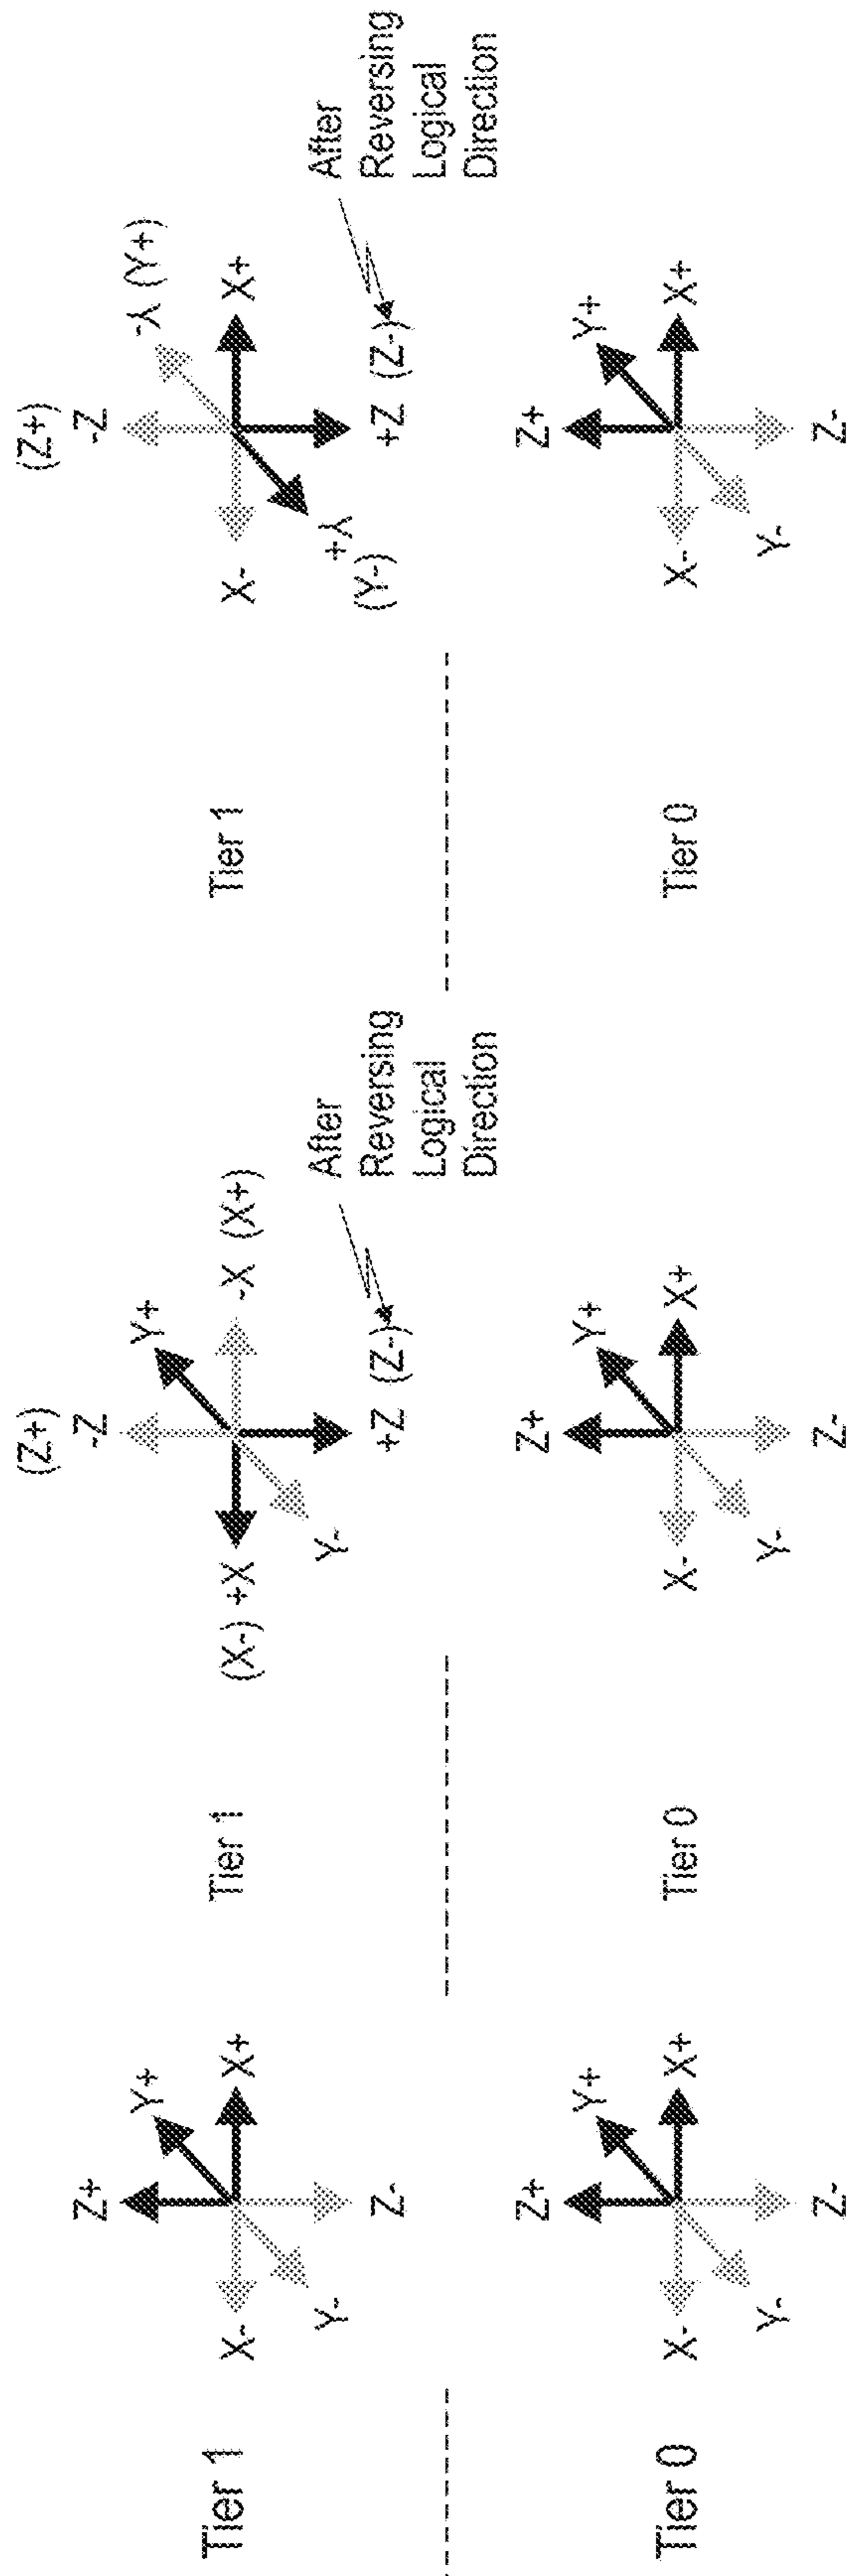 Tier 1
Z+
Y+
X-
X+
Y-
Z-
Tier 0
Z+
Y+
X-
X+
Y-
Z-
Tier 1
(Z+)
-Z
Y+
(X-) +X
-X (X+)
Y-
+Z (Z-)
After
Reversing
Logical
Direction
Tier 0
Z+
Y+
X-
X+
Y-
Z-
Tier 1
(Z+)
-Z
-Y (Y+)
X-
X+
+Y
(Y-)
+Z (Z-)
After
Reversing
Logical
Direction
Tier 0
Z+
Y+
X-
X+
Y-
Z-